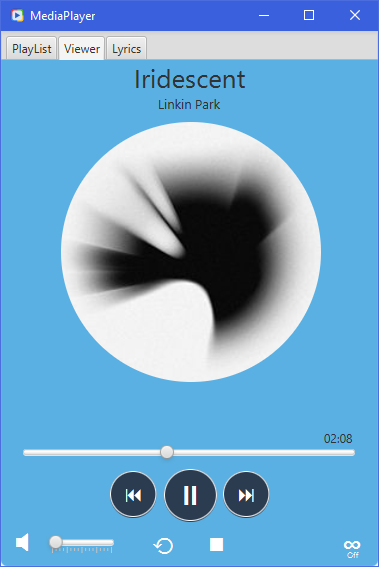 MediaPlayer
PlayList Viewer Lyrics
Iridescent
Linkin Park
02:08
Off